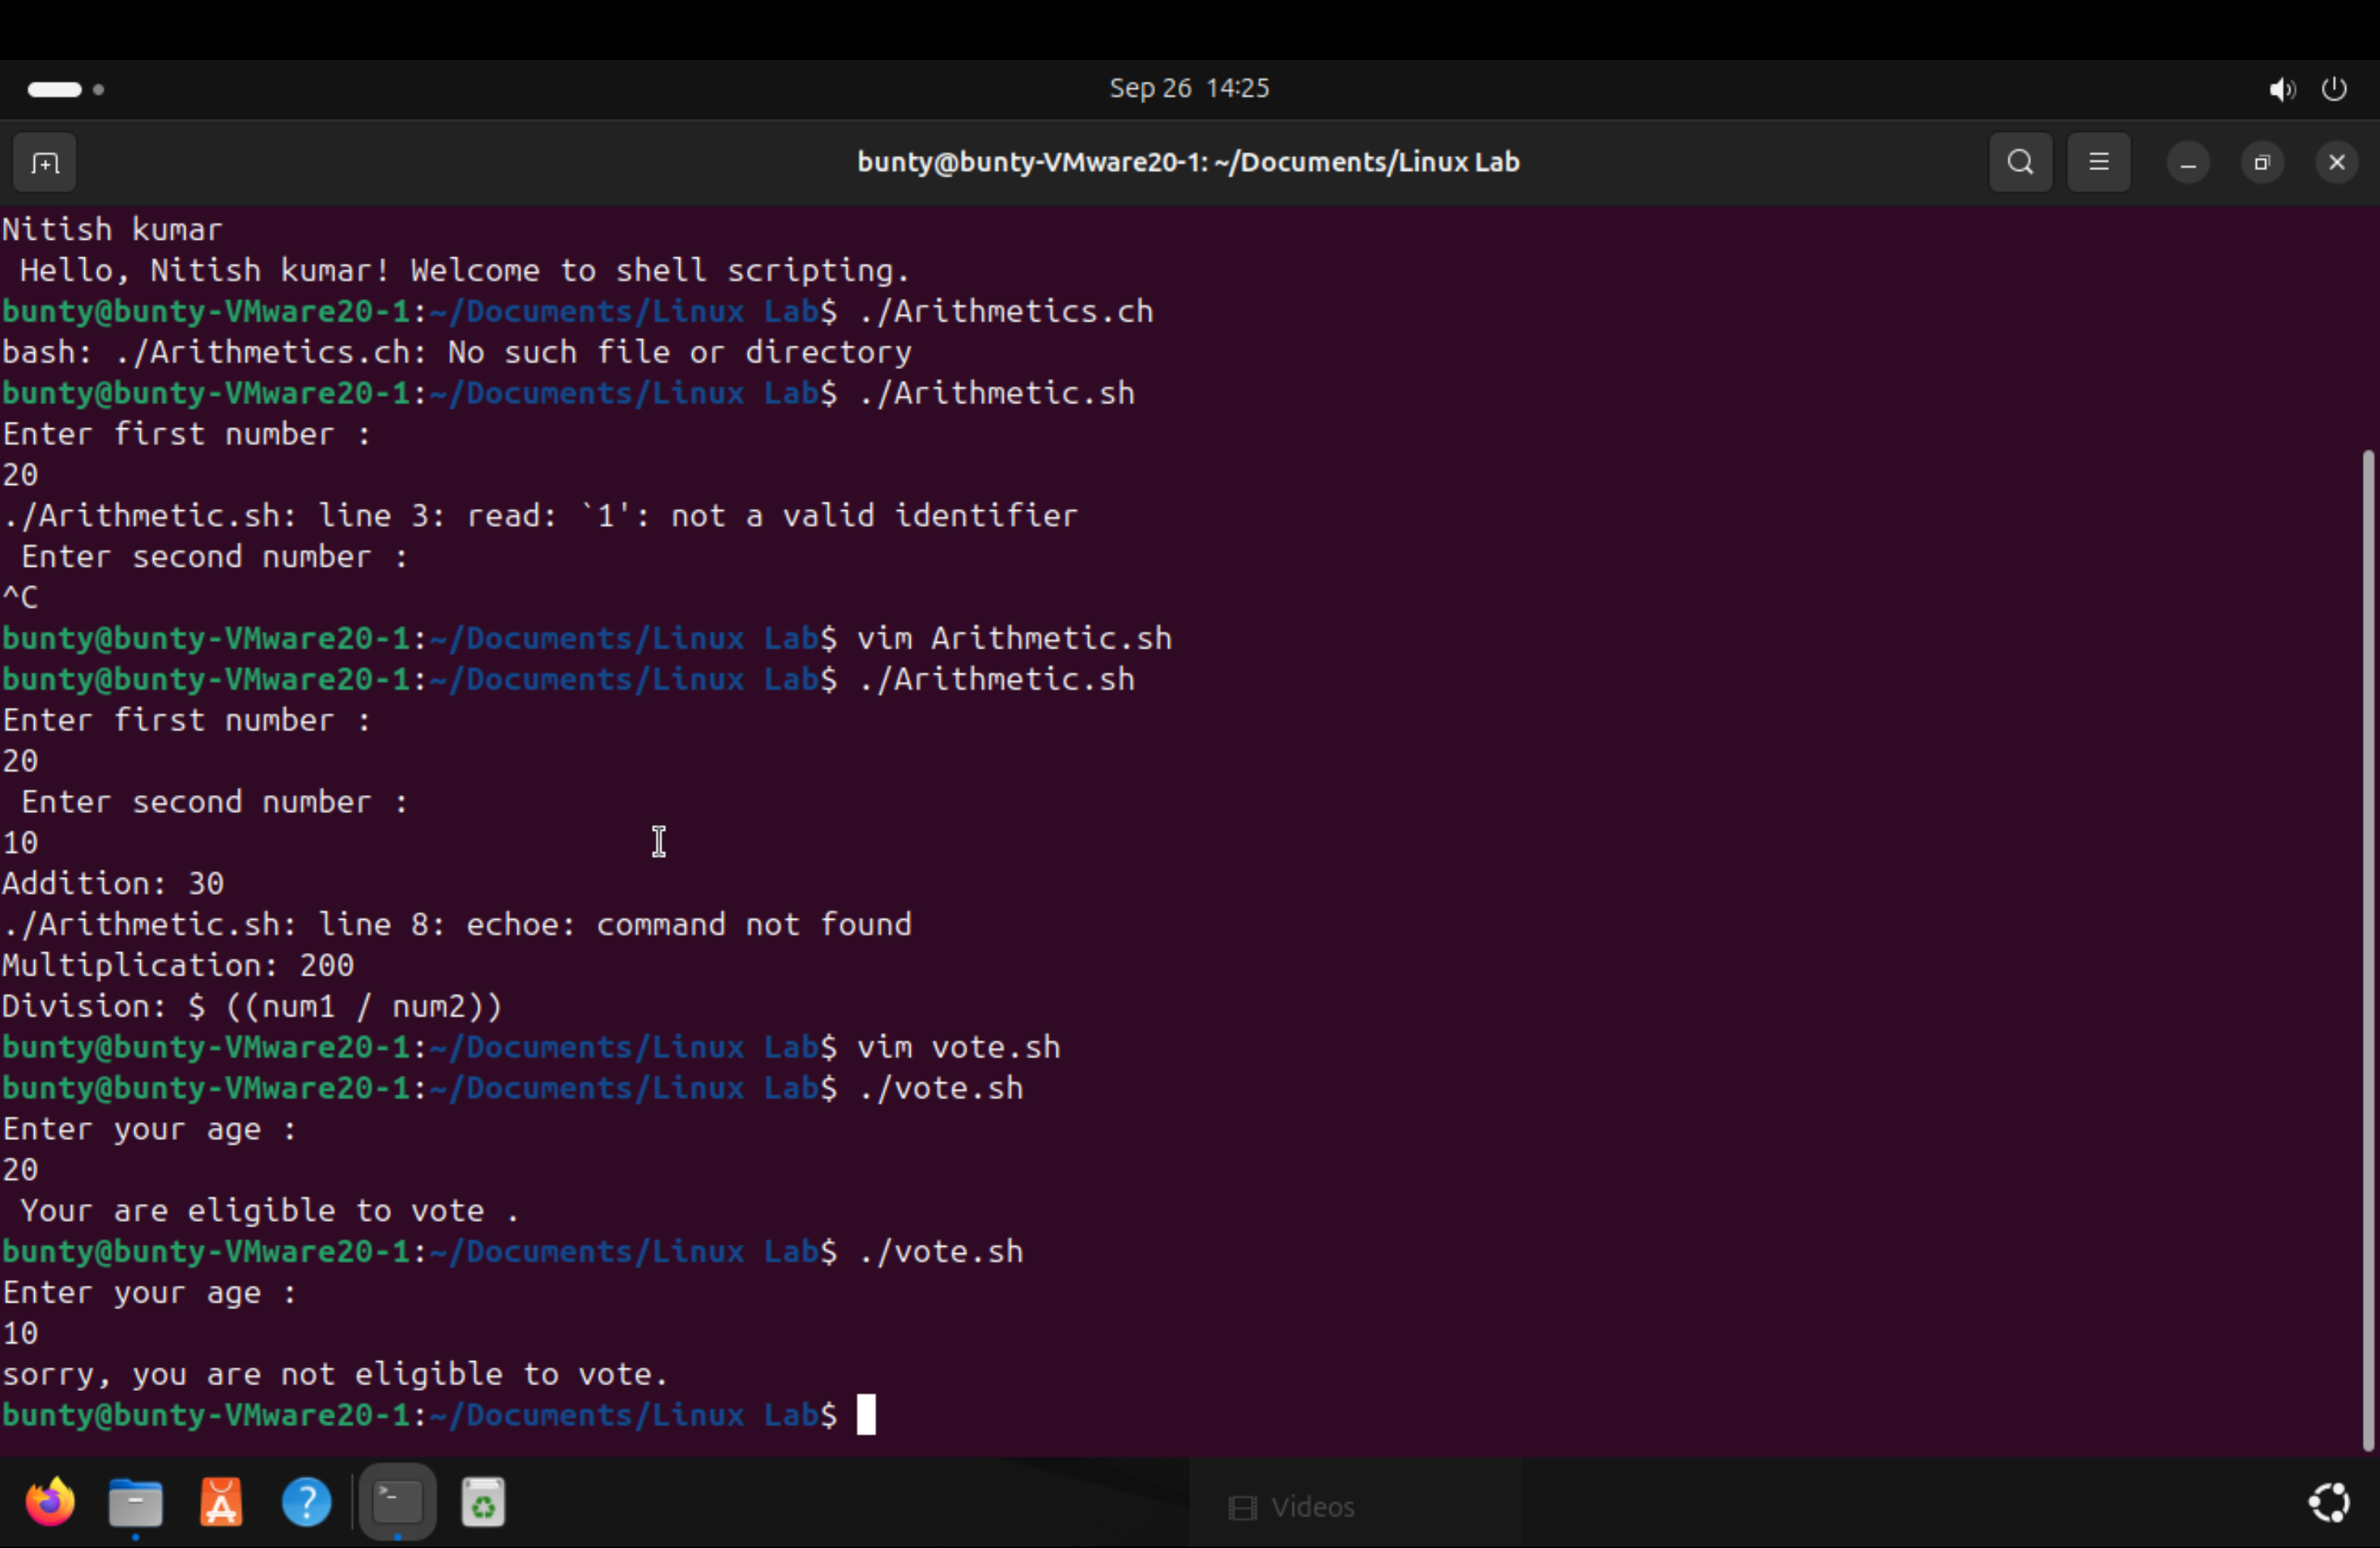 Sep 26 14:25
bunty@bunty-VMware20-1: ~/Documents/Linux Lab
Nitish kumar
 Hello, Nitish kumar! Welcome to shell scripting.
bunty@bunty-VMware20-1:~/Documents/Linux Lab$ ./Arithmetics.ch
bash: ./Arithmetics.ch: No such file or directory
bunty@bunty-VMware20-1:~/Documents/Linux Lab$ ./Arithmetic.sh
Enter first number :
20
./Arithmetic.sh: line 3: read: `1': not a valid identifier
 Enter second number :
^C
bunty@bunty-VMware20-1:~/Documents/Linux Lab$ vim Arithmetic.sh
bunty@bunty-VMware20-1:~/Documents/Linux Lab$ ./Arithmetic.sh
Enter first number :
20
 Enter second number :
10
Addition: 30
./Arithmetic.sh: line 8: echoe: command not found
Multiplication: 200
Division: $ ((num1 / num2))
bunty@bunty-VMware20-1:~/Documents/Linux Lab$ vim vote.sh
bunty@bunty-VMware20-1:~/Documents/Linux Lab$ ./vote.sh
Enter your age :
20
 Your are eligible to vote .
bunty@bunty-VMware20-1:~/Documents/Linux Lab$ ./vote.sh
Enter your age :
10
sorry, you are not eligible to vote.
bunty@bunty-VMware20-1:~/Documents/Linux Lab$
Videos